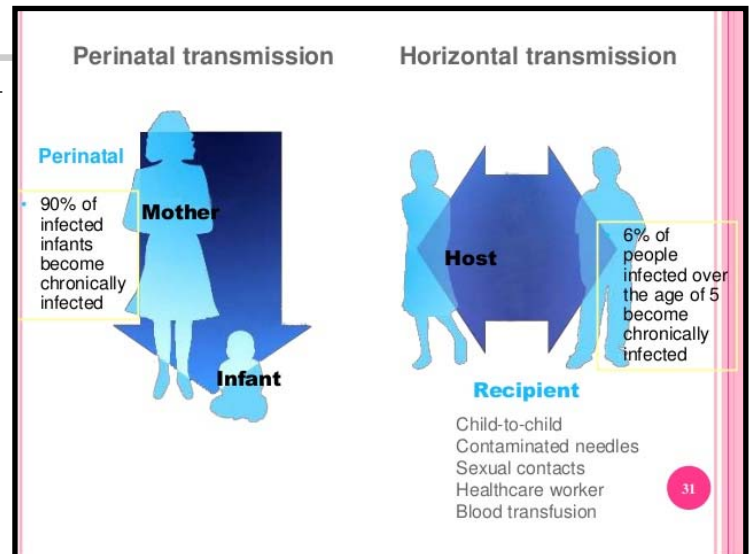 Perinatal transmission
Perinatal
• 90% of
infected
infants
become
chronically
infected
Mother
Infant
Horizontal transmission
Host
6% of
people
infected over
the age of 5
become
chronically
infected
Recipient
Child-to-child
Contaminated needles
Sexual contacts
Healthcare worker
Blood transfusion
31